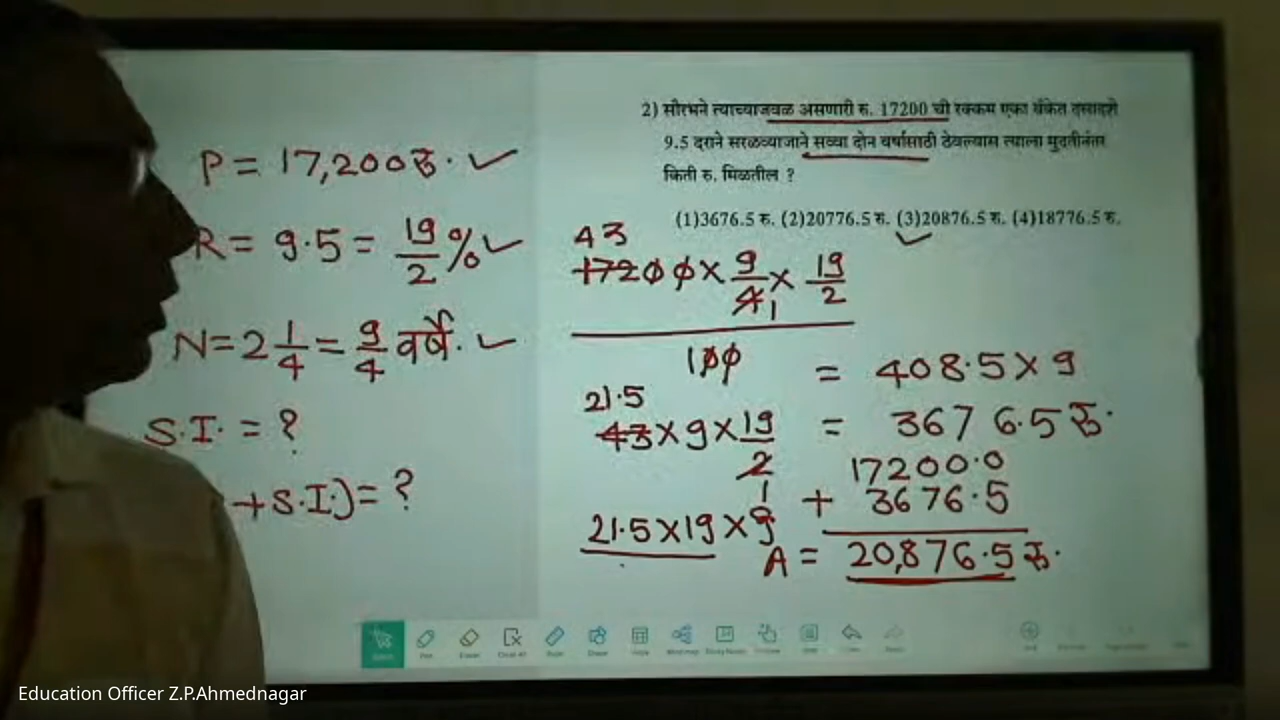 2) सौरभने त्याच्याजवळ असणारी रु. 17200 ची रक्कम एका बँकेत दसादशे
9.5 दराने सरळव्याजाने सव्वा दोन वर्षासाठी ठेवल्यास त्याला मुदतीनंतर
किती रु. मिळतील ?
(1)3676.5 रु. (2)20776.5 रु. (3)20876.5 रु. (4)18776.5 रु.
P = 17,200रु. ✓
R = 9.5 = 19/2 % ✓
N = 2 1/4 = 9/4 वर्षे. ✓
S.I. = ?
+S.I.) = ?
43
17200 × 9/4 × 19/2
1
100
= 408.5 × 9
21.5
43 × 9 × 19/2
1
= 3676.5 रु.
17200.0
+ 3676.5
21.5 × 19 × 9
A = 20,876.5 रु.
Education Officer Z.P.Ahmednagar